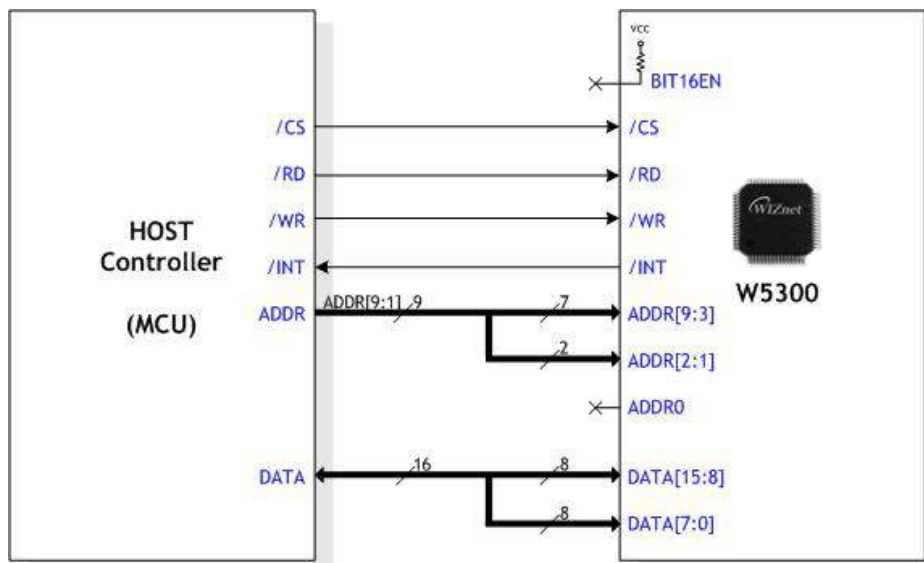 vcc
BIT16EN
/CS
/CS
/RD
/RD
/WR
/WR
WIZnet
HOST
Controller
(MCU)
/INT
/INT
W5300
ADDR
ADDR[9:1]
9
7
ADDR[9:3]
2
ADDR[2:1]
ADDR0
DATA
16
8
DATA[15:8]
8
DATA[7:0]